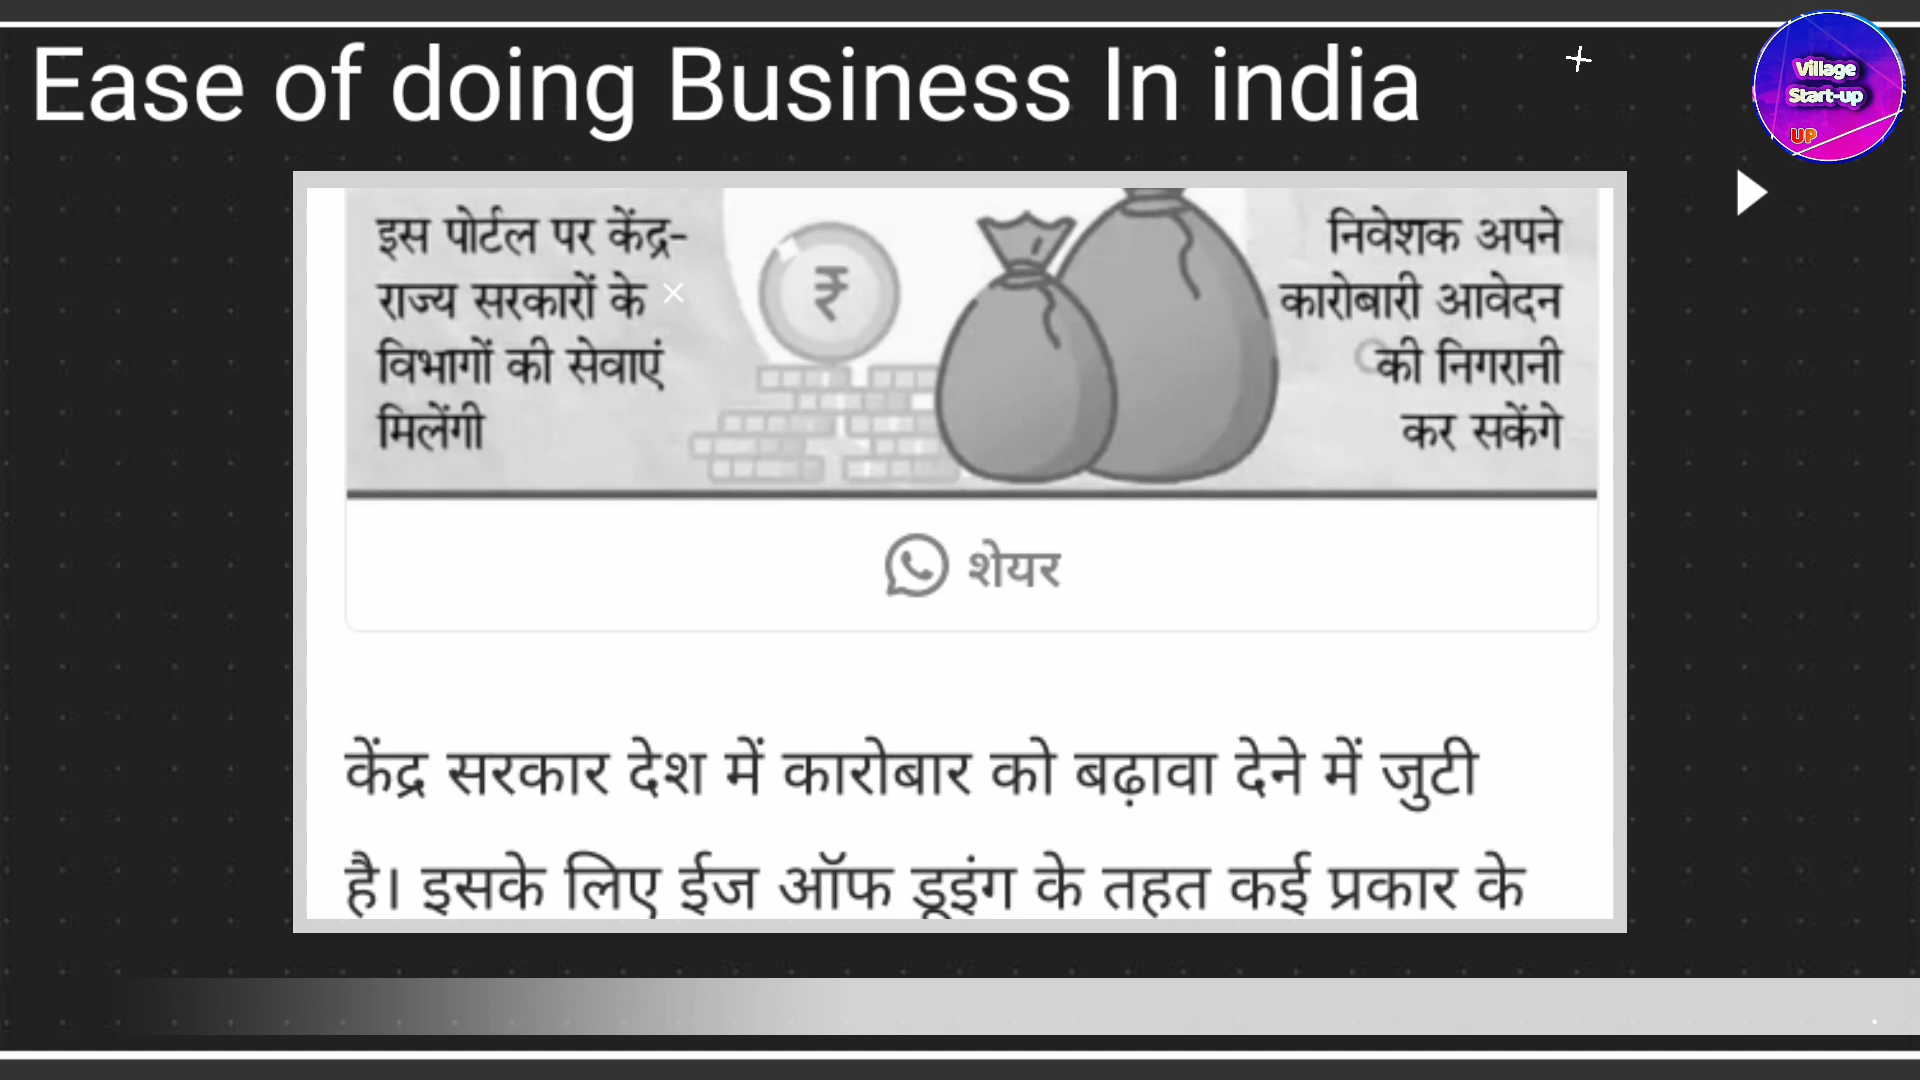 Ease of doing Business In india
Village
Start-up
UP
इस पोर्टल पर केंद्र-
राज्य सरकारों के
विभागों की सेवाएं
मिलेंगी
₹
निवेशक अपने
कारोबारी आवेदन
की निगरानी
कर सकेंगे
शेयर
केंद्र सरकार देश में कारोबार को बढ़ावा देने में जुटी
है। इसके लिए ईज ऑफ डूइंग के तहत कई प्रकार के